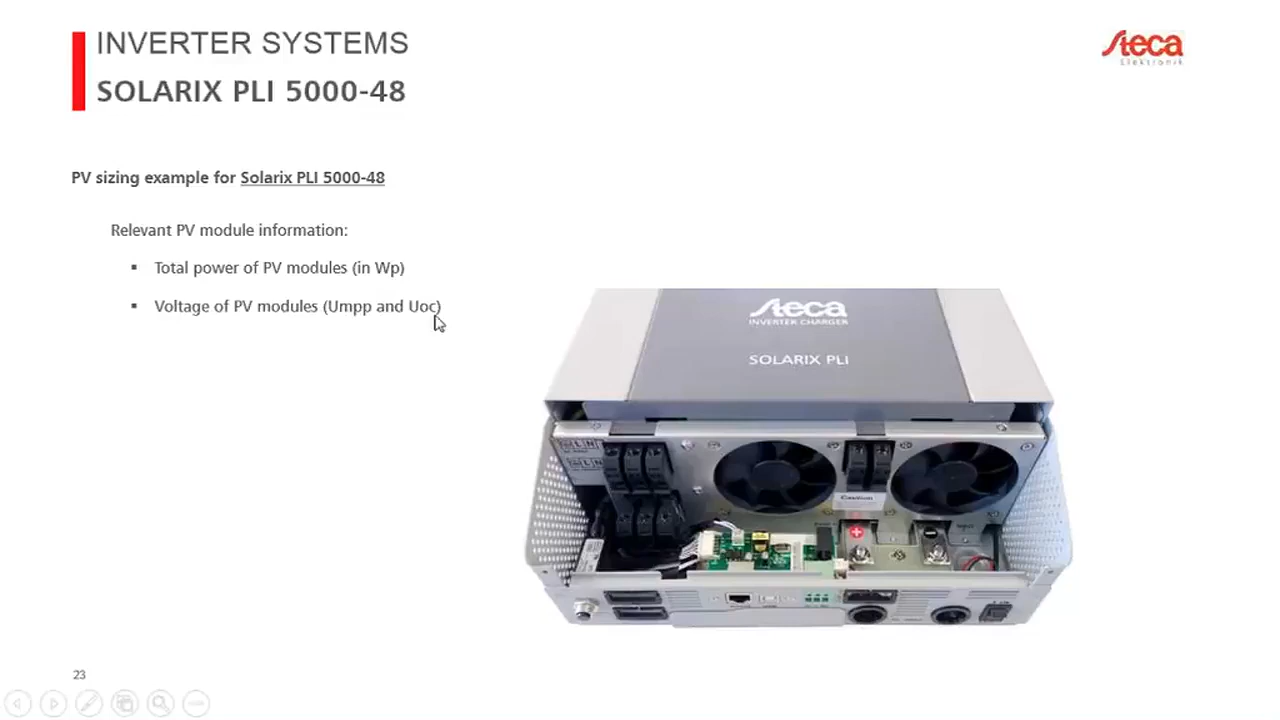 INVERTER SYSTEMS
SOLARIX PLI 5000-48
Steca
Elektronik
PV sizing example for Solarix PLI 5000-48
Relevant PV module information:
▪ Total power of PV modules (in Wp)
▪ Voltage of PV modules (Umpp and Uoc)
Steca
INVERTER CHARGER
SOLARIX PLI
Caution
23